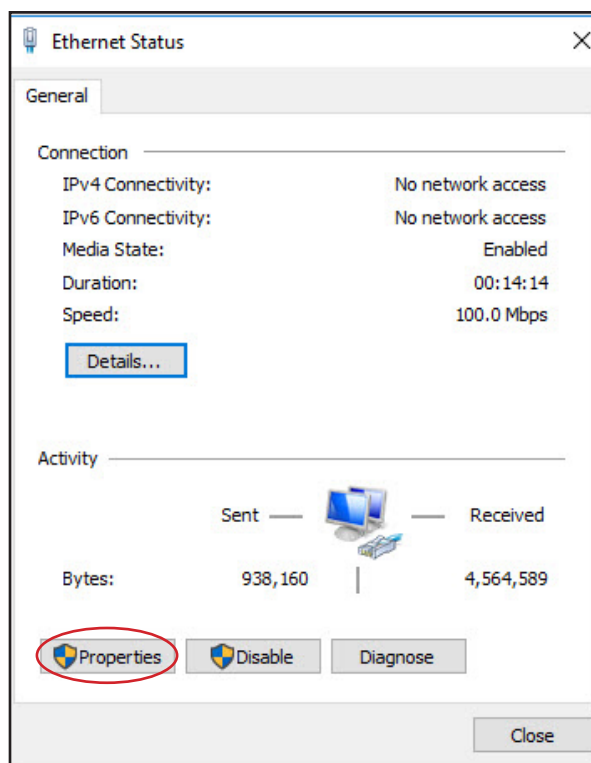 Ethernet Status
General
Connection
IPv4 Connectivity: No network access
IPv6 Connectivity: No network access
Media State: Enabled
Duration: 00:14:14
Speed: 100.0 Mbps
Details...
Activity
Sent Received
Bytes: 938,160 4,564,589
Properties Disable Diagnose
Close